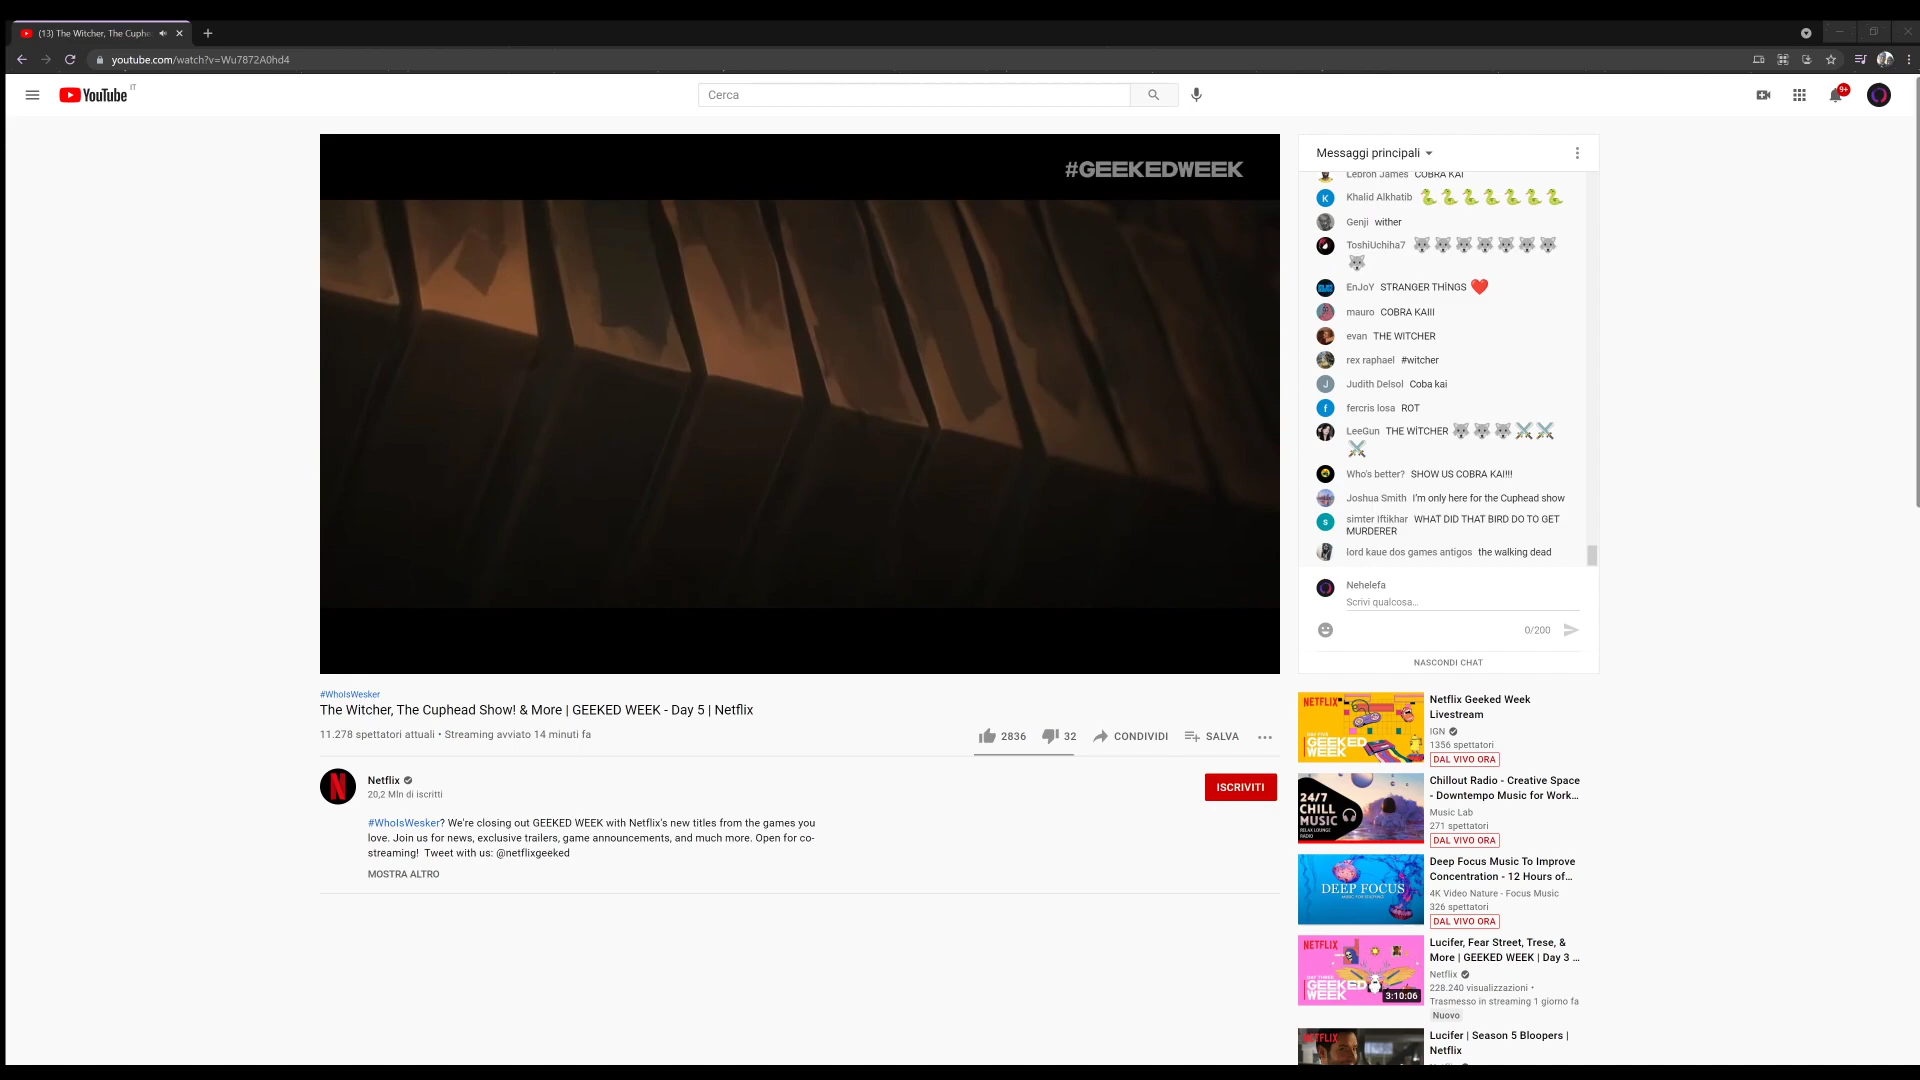 (13) The Witcher, The Cuphe
youtube.com/watch?v=Wu7872A0hd4
YouTube IT
Cerca
9+
#GEEKEDWEEK
Messaggi principali
Lebron James COBRA KAI
K Khalid Alkhatib 🐍🐍🐍🐍🐍🐍🐍
Genji wither
ToshiUchiha7 🐺🐺🐺🐺🐺🐺🐺
🐺
EnJoY STRANGER THİNGS ❤️
mauro COBRA KAIII
evan THE WITCHER
rex raphael #witcher
J Judith Delsol Coba kai
f fercris losa ROT
LeeGun THE WİTCHER 🐺🐺🐺⚔️⚔️
⚔️
Who's better? SHOW US COBRA KAI!!!
Joshua Smith I'm only here for the Cuphead show
s simter Iftikhar WHAT DID THAT BIRD DO TO GET
MURDERER
lord kaue dos games antigos the walking dead
Nehelefa
Scrivi qualcosa...
0/200
NASCONDI CHAT
#WhoIsWesker
The Witcher, The Cuphead Show! & More | GEEKED WEEK - Day 5 | Netflix
11.278 spettatori attuali • Streaming avviato 14 minuti fa
2836 32 CONDIVIDI SALVA
Netflix
20,2 Mln di iscritti
ISCRIVITI
#WhoIsWesker? We're closing out GEEKED WEEK with Netflix's new titles from the games you
love. Join us for news, exclusive trailers, game announcements, and much more. Open for co-
streaming! Tweet with us: @netflixgeeked
MOSTRA ALTRO
NETFLIX
GEEKED
WEEK
Netflix Geeked Week
Livestream
IGN
1356 spettatori
DAL VIVO ORA
24/7
CHILL
MUSIC
RELAX LOUNGE
RADIO
Chillout Radio - Creative Space
- Downtempo Music for Work...
Music Lab
271 spettatori
DAL VIVO ORA
DEEP FOCUS
Deep Focus Music To Improve
Concentration - 12 Hours of...
4K Video Nature - Focus Music
326 spettatori
DAL VIVO ORA
NETFLIX
DAY THREE
GEEKED
WEEK
3:10:06
Lucifer, Fear Street, Trese, &
More | GEEKED WEEK | Day 3 ...
Netflix
228.240 visualizzazioni •
Trasmesso in streaming 1 giorno fa
Nuovo
NETFLIX
Lucifer | Season 5 Bloopers |
Netflix